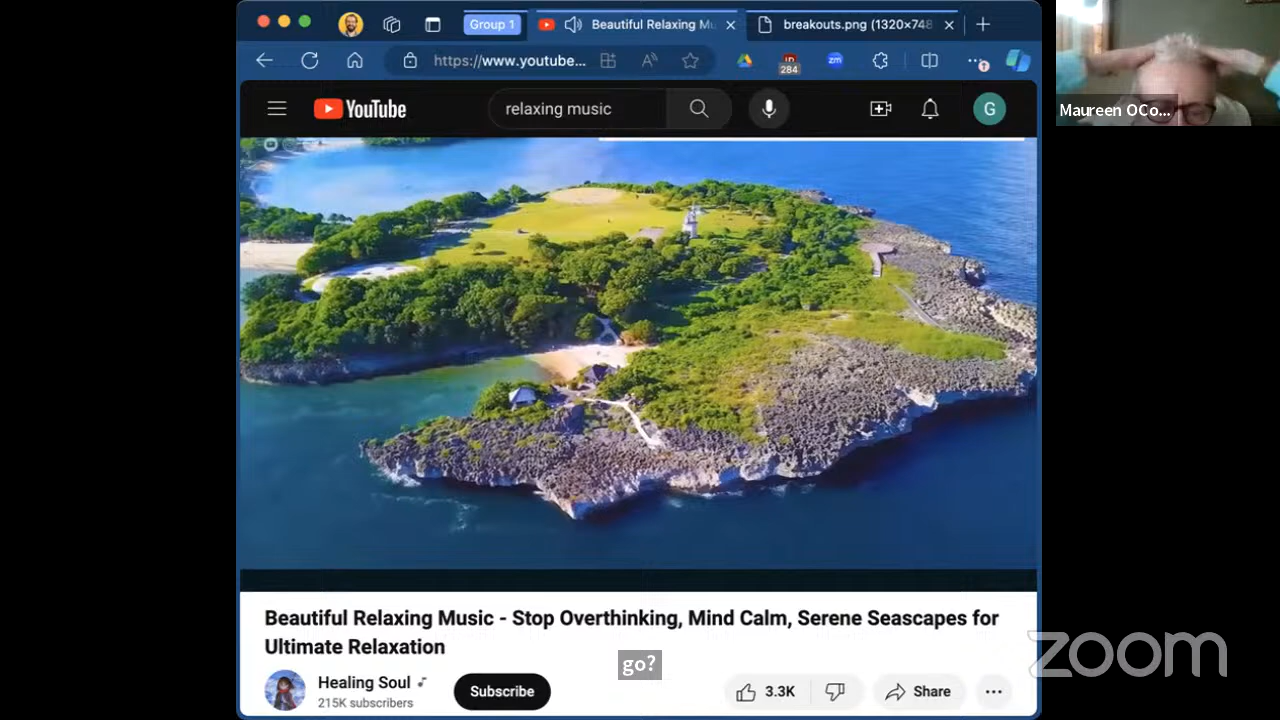 Group 1
Beautiful Relaxing Mu
breakouts.png (1320×748
https://www.youtube...
284
zm
YouTube
relaxing music
G
Maureen OCo...
Beautiful Relaxing Music - Stop Overthinking, Mind Calm, Serene Seascapes for
Ultimate Relaxation
go?
zoom
Healing Soul
215K subscribers
Subscribe
3.3K
Share